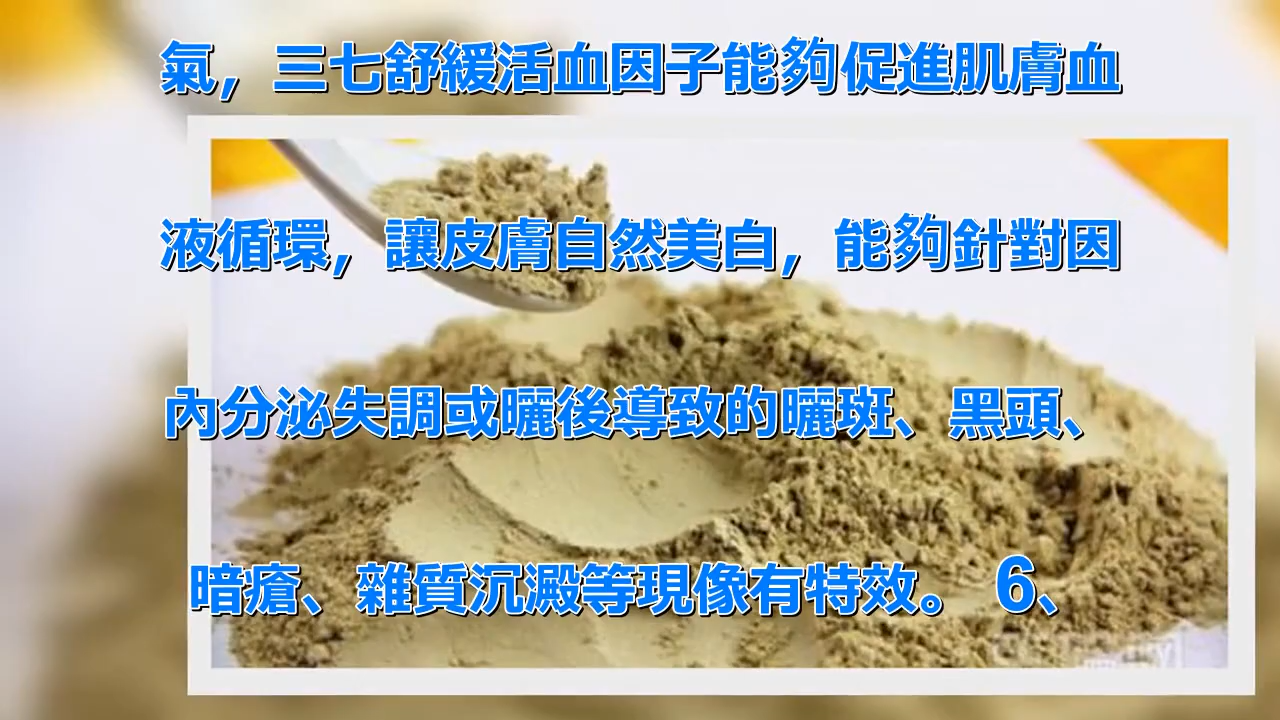 氣，三七舒緩活血因子能夠促進肌膚血
液循環，讓皮膚自然美白，能夠針對因
內分泌失調或曬後導致的曬斑、黑頭、
暗瘡、雜質沉澱等現像有特效。 6、